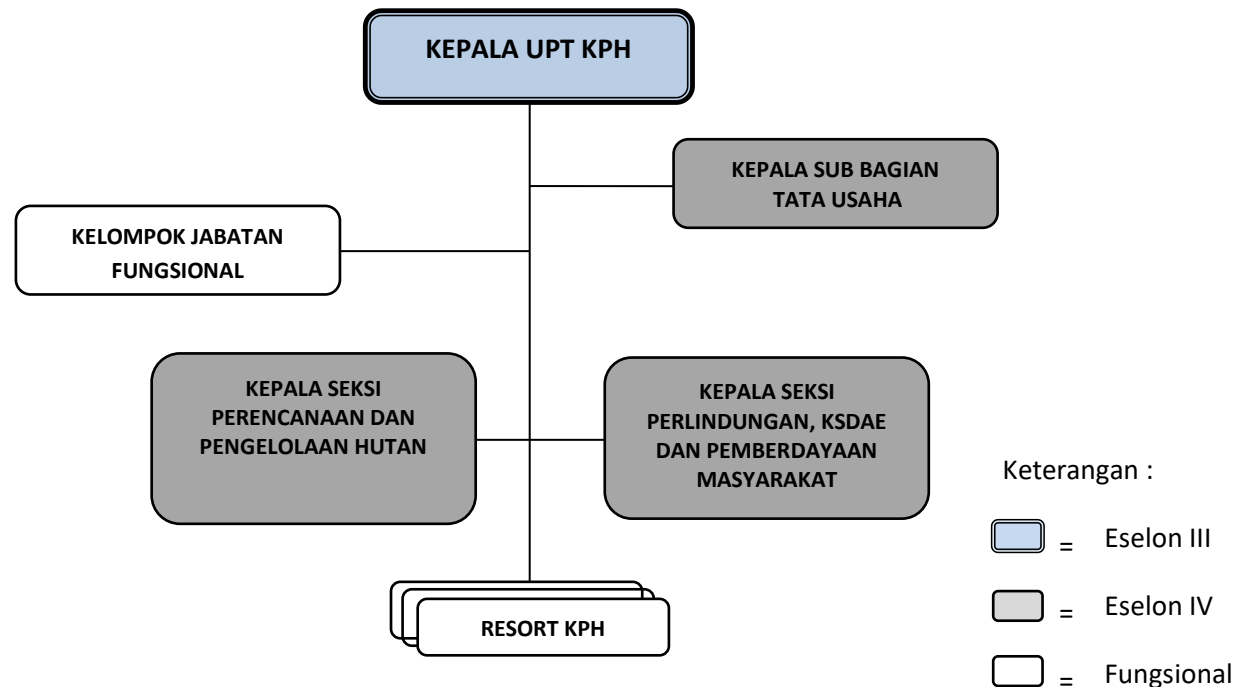 KEPALA UPT KPH
KEPALA SUB BAGIAN
TATA USAHA
KELOMPOK JABATAN
FUNGSIONAL
KEPALA SEKSI
PERENCANAAN DAN
PENGELOLAAN HUTAN
KEPALA SEKSI
PERLINDUNGAN, KSDAE
DAN PEMBERDAYAAN
MASYARAKAT
RESORT KPH
Keterangan :
= Eselon III
= Eselon IV
= Fungsional